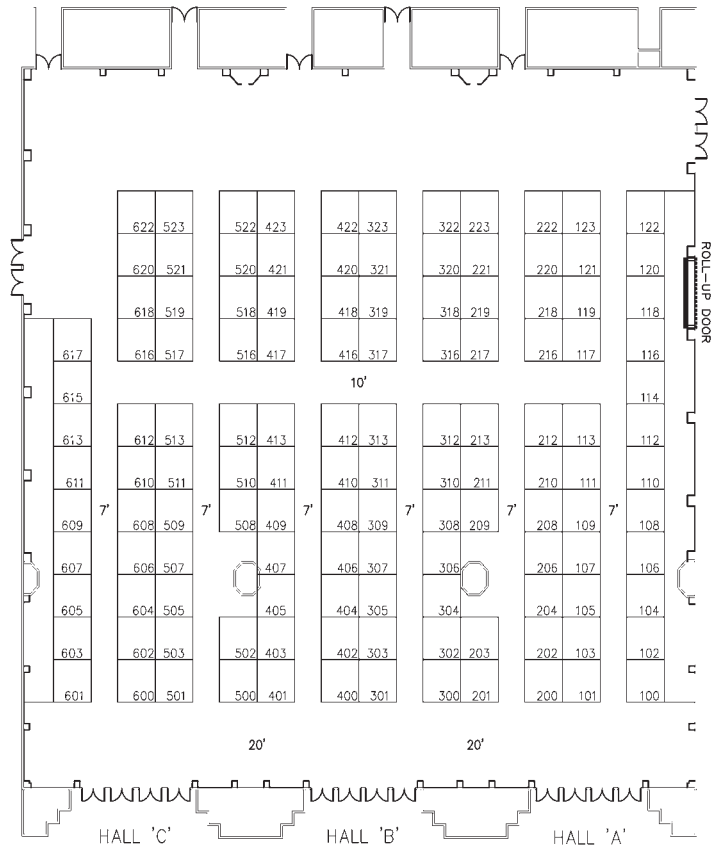 622 523 522 423 422 323 322 223 222 123 122
620 521 520 421 420 321 320 221 220 121 120
ROLL-UP DOOR
618 519 518 419 418 319 318 219 218 119 118
617 616 517 516 417 416 317 316 217 216 117 116
10'
615 114
613 612 513 512 413 412 313 312 213 212 113 112
611 610 511 510 411 410 311 310 211 210 111 110
7' 7' 7' 7' 7' 7'
609 608 509 508 409 408 309 308 209 208 109 108
607 606 507 407 406 307 306 206 107 106
605 604 505 405 404 305 304 204 105 104
603 602 503 502 403 402 303 302 203 202 103 102
601 600 501 500 401 400 301 300 201 200 101 100
20' 20'
HALL 'C' HALL 'B' HALL 'A'